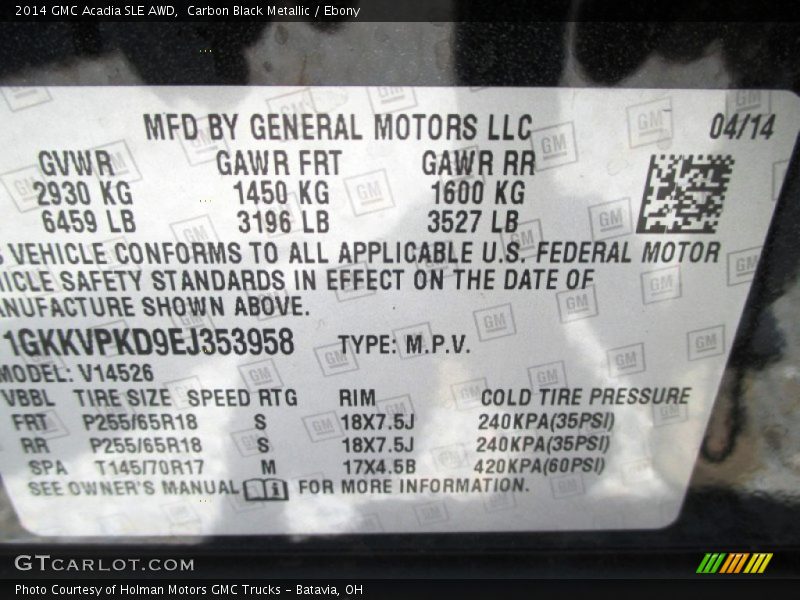 2014 GMC Acadia SLE AWD,  Carbon Black Metallic / Ebony
MFD BY GENERAL MOTORS LLC 04/14
GVWR GAWR FRT GAWR RR
2930 KG 1450 KG 1600 KG
6459 LB 3196 LB 3527 LB
S VEHICLE CONFORMS TO ALL APPLICABLE U.S. FEDERAL MOTOR
HICLE SAFETY STANDARDS IN EFFECT ON THE DATE OF
ANUFACTURE SHOWN ABOVE.
1GKKVPKD9EJ353958 TYPE: M.P.V.
MODEL: V14526
VBBL TIRE SIZE SPEED RTG RIM COLD TIRE PRESSURE
FRT P255/65R18 S 18X7.5J 240KPA(35PSI)
RR P255/65R18 S 18X7.5J 240KPA(35PSI)
SPA T145/70R17 M 17X4.5B 420KPA(60PSI)
SEE OWNER'S MANUAL FOR MORE INFORMATION.
GTCARLOT.COM
Photo Courtesy of Holman Motors GMC Trucks - Batavia, OH